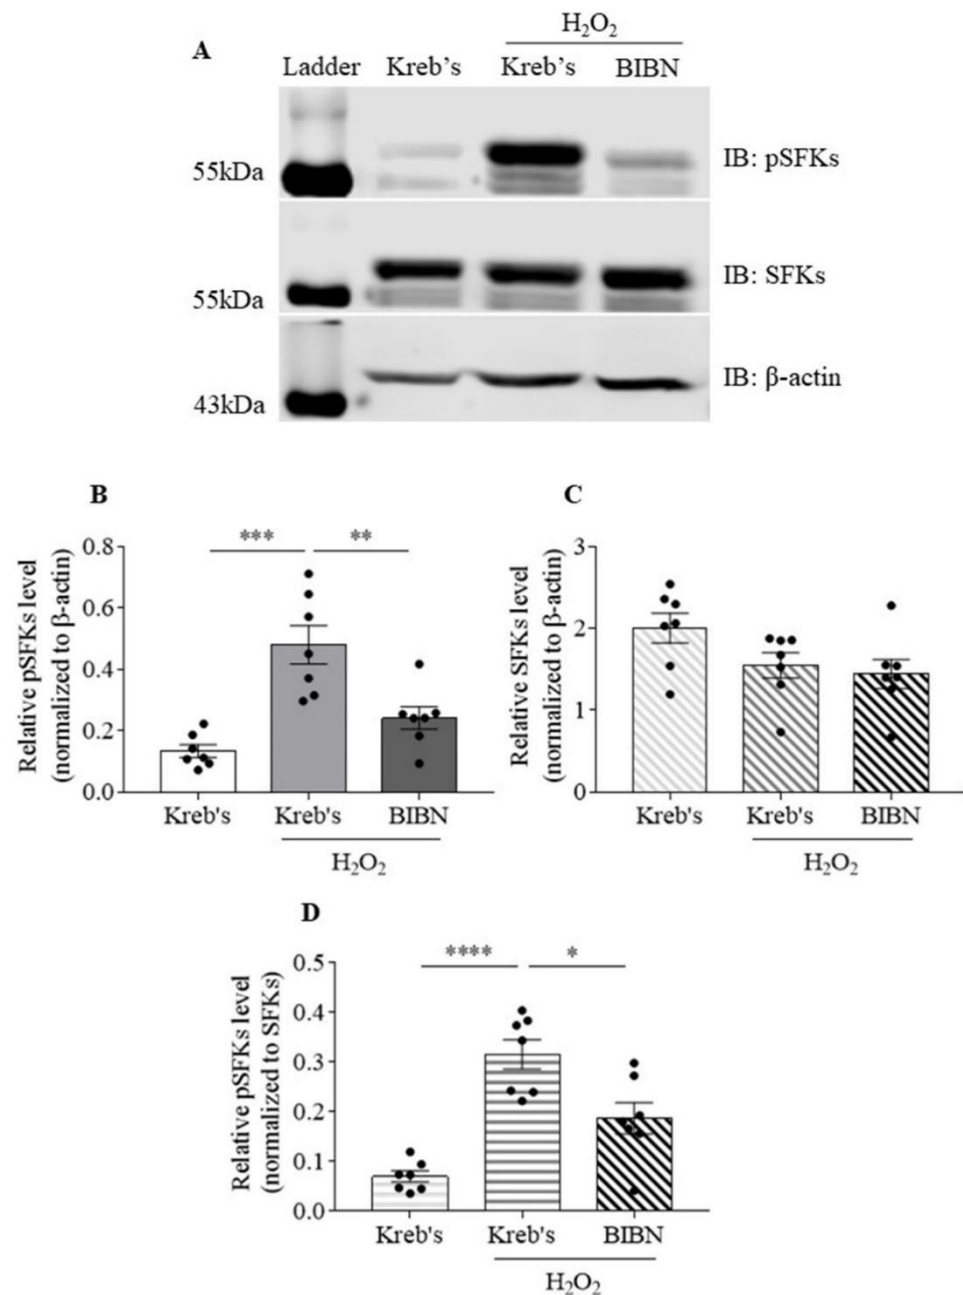 A
H₂O₂
Ladder Kreb's Kreb's BIBN
55kDa
IB: pSFKs
55kDa
IB: SFKs
43kDa
IB: β-actin
B
*** **
Relative pSFKs level
(normalized to β-actin)
0.8
0.6
0.4
0.2
0.0
Kreb's Kreb's BIBN
H₂O₂
C
Relative SFKs level
(normalized to β-actin)
3
2
1
0
Kreb's Kreb's BIBN
H₂O₂
D
**** *
Relative pSFKs level
(normalized to SFKs)
0.5
0.4
0.3
0.2
0.1
0.0
Kreb's Kreb's BIBN
H₂O₂